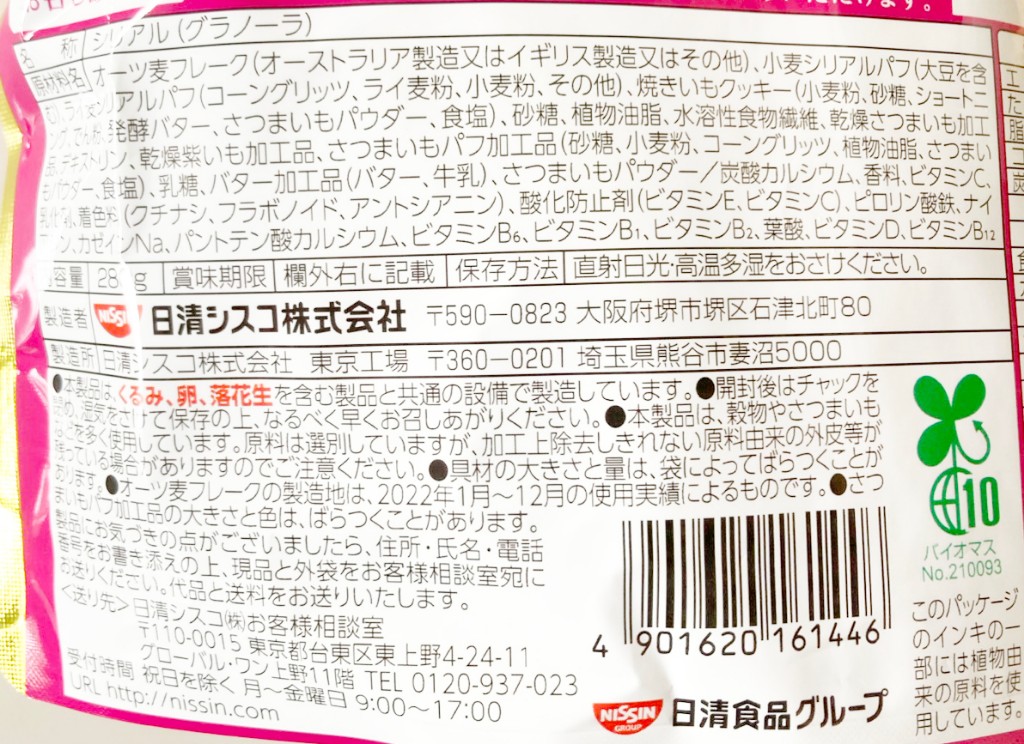 名 称 シリアル(グラノーラ)
原材料名 オーツ麦フレーク(オーストラリア製造又はイギリス製造又はその他)、小麦シリアルパフ(大豆を含
リアルパフ(コーングリッツ、ライ麦粉、小麦粉、その他)、焼きいもクッキー(小麦粉、砂糖、ショートニ
発酵バター、さつまいもパウダー、食塩)、砂糖、植物油脂、水溶性食物繊維、乾燥さつまいも加工
品、デキストリン、乾燥紫いも加工品、さつまいもパフ加工品(砂糖、小麦粉、コーングリッツ、植物油脂、さつまい
もパウダー、食塩)、乳糖、バター加工品(バター、牛乳)、さつまいもパウダー/炭酸カルシウム、香料、ビタミンC、
着色料(クチナシ、フラボノイド、アントシアニン)、酸化防止剤(ビタミンE、ビタミンC)、ピロリン酸鉄、ナイ
ン、カゼインNa、パントテン酸カルシウム、ビタミンB6、ビタミンB1、ビタミンB2、葉酸、ビタミンD、ビタミンB12
容量 g 賞味期限 欄外右に記載 保存方法 直射日光・高温多湿をおさけください。
製造者 NISSIN 日清シスコ株式会社 〒590-0823 大阪府堺市堺区石津北町80
製造所 日清シスコ株式会社 東京工場 〒360-0201 埼玉県熊谷市妻沼5000
●本製品は、くるみ、卵、落花生を含む製品と共通の設備で製造しています。●開封後はチャックを
しめ、湿気をさけて保存の上、なるべく早くお召しあがりください。●本製品は、穀物やさつまいも
などを多く使用しています。原料は選別していますが、加工上除去しきれない原料由来の外皮等が
残っている場合がありますのでご注意ください。●具材の大きさと量は、袋によってばらつくことが
あります。●オーツ麦フレークの製造地は、2022年1月〜12月の使用実績によるものです。●さつ
まいもパフ加工品の大きさと色は、ばらつくことがあります。
製品にお気づきの点がございましたら、住所・氏名・電話
番号をお書き添えの上、現品と外袋をお客様相談室宛に
お送りください。代品と送料をお送りいたします。
<送り先>日清シスコ(株)お客様相談室
〒110-0015 東京都台東区東上野4-24-11
グローバル・ワン上野11階 TEL 0120-937-023
受付時間 祝日を除く 月〜金曜日 9:00〜17:00
URL http://nissin.com
4 901620 161446
NISSIN GROUP 日清食品グループ
10
バイオマス
No.210093
このパッケージ
のインキの一
部には植物由
来の原料を使
用しています。